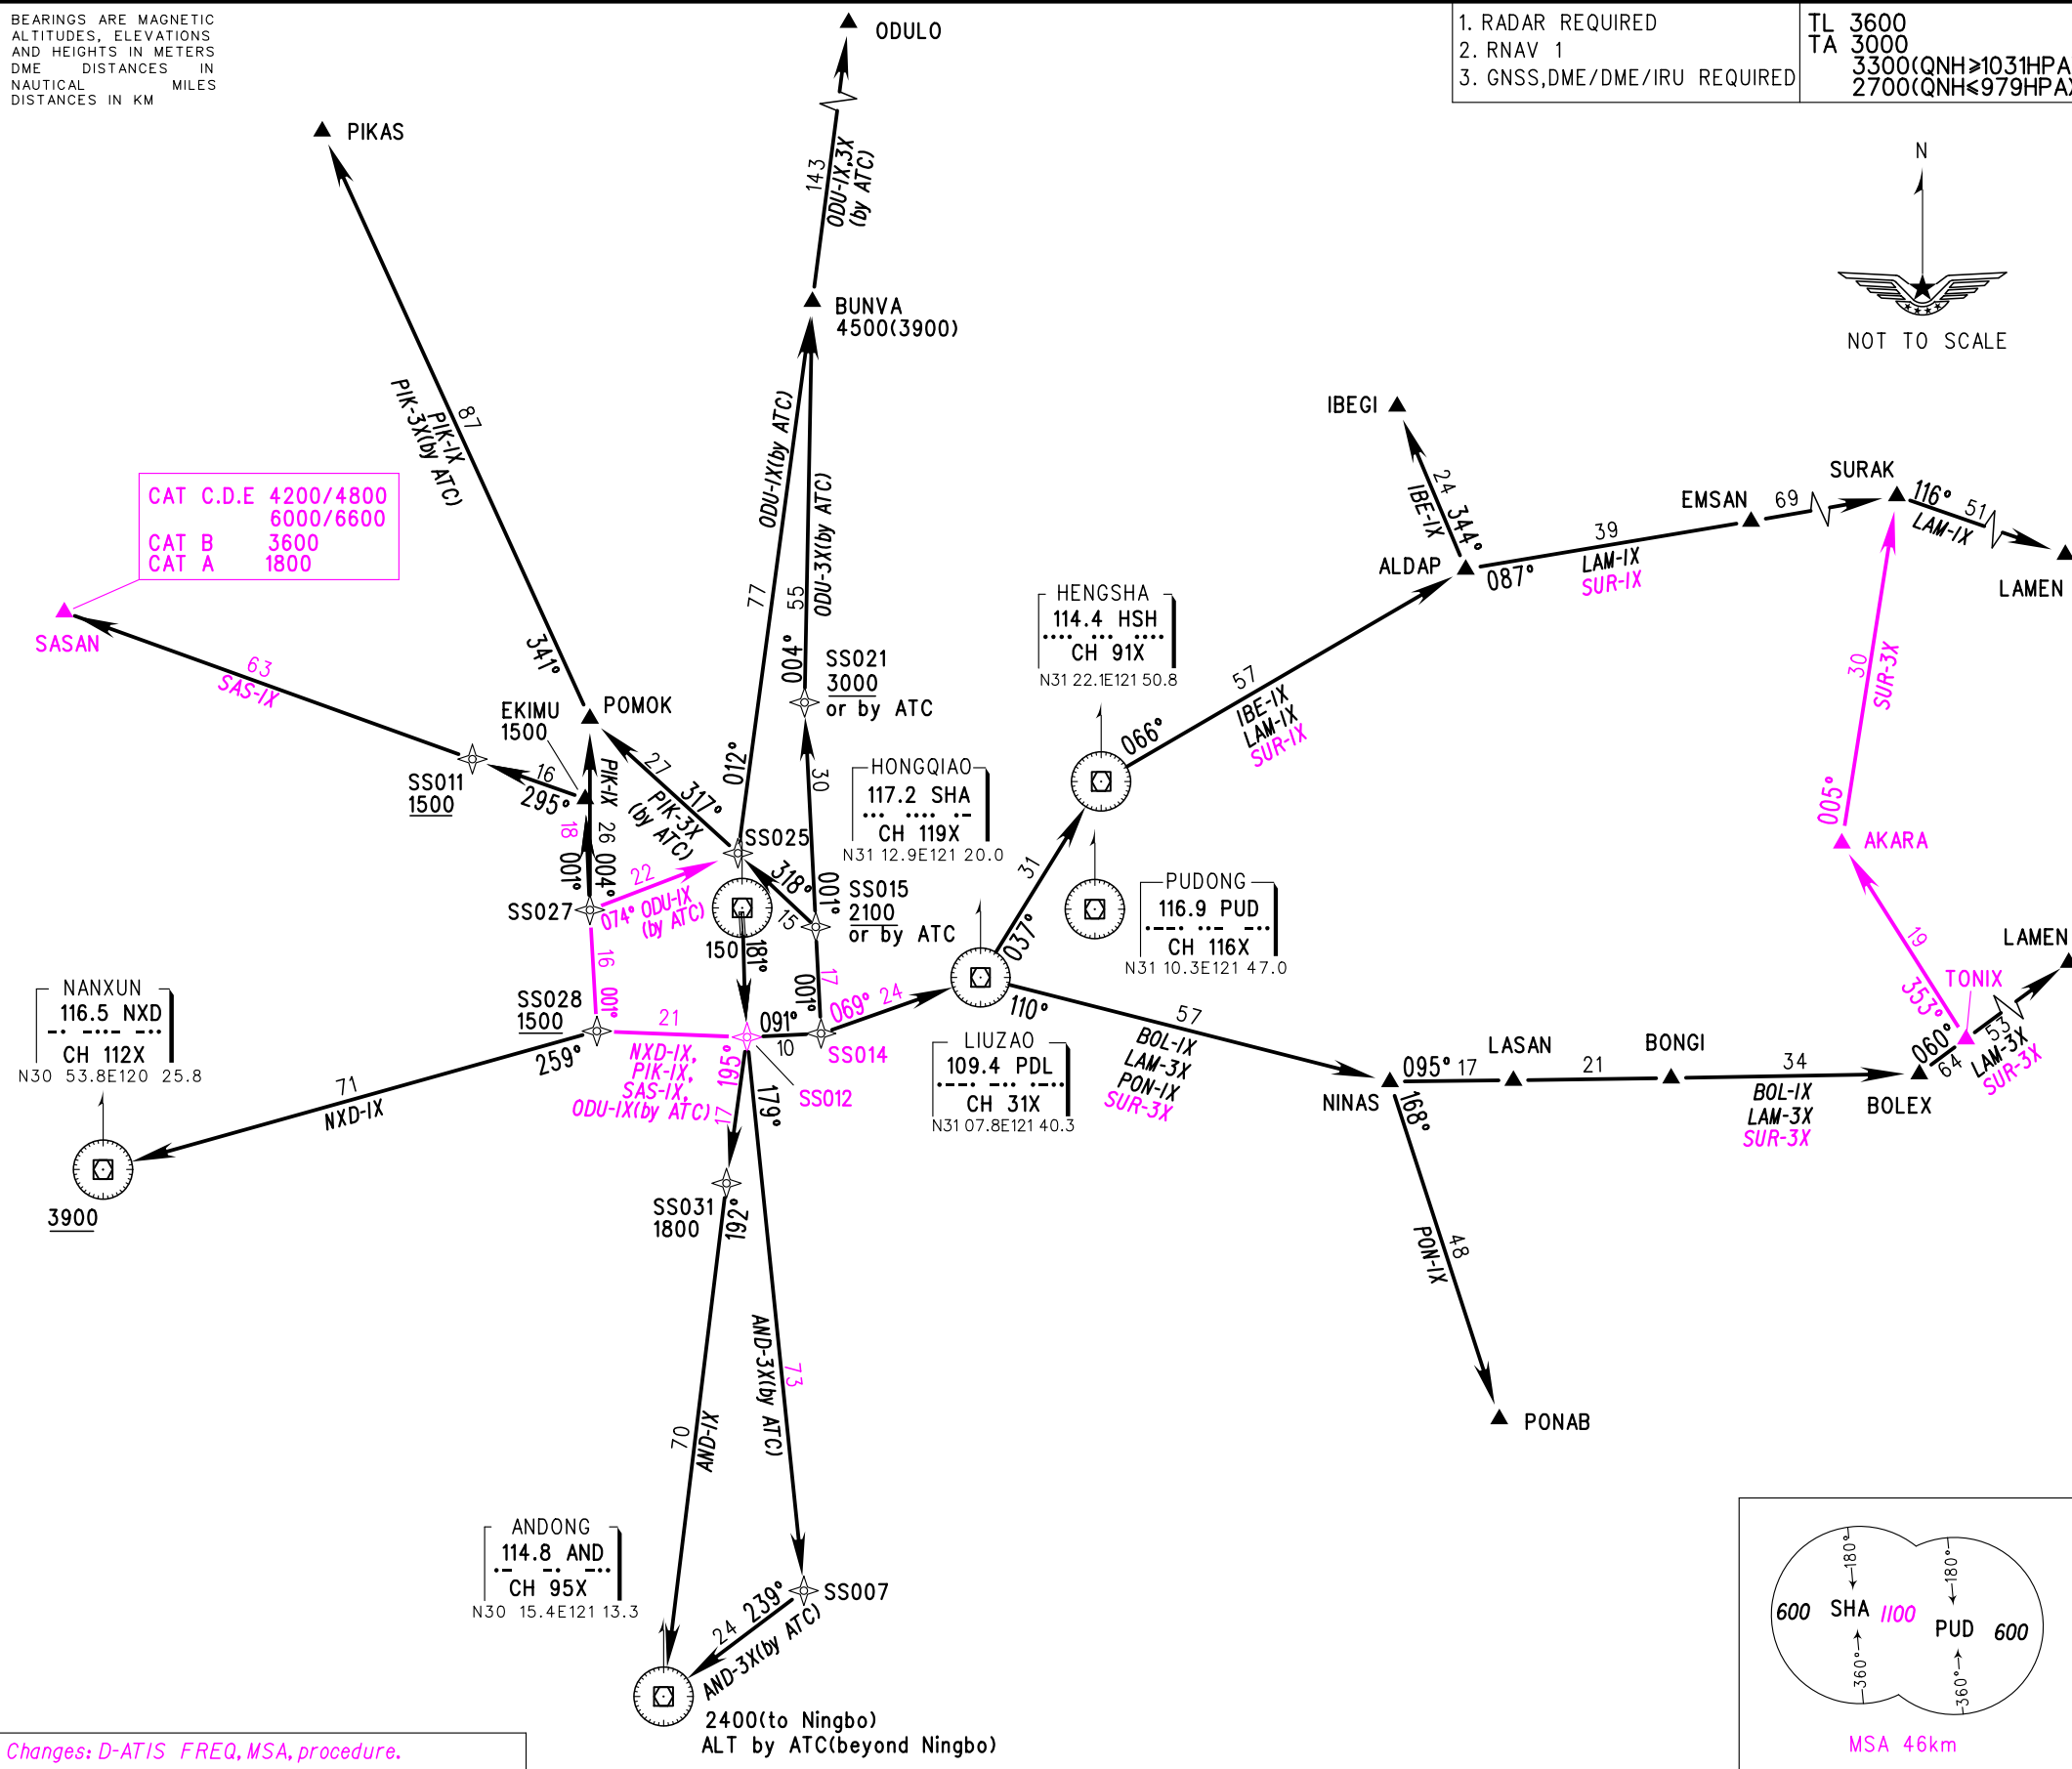 BEARINGS ARE MAGNETIC
ALTITUDES, ELEVATIONS
AND HEIGHTS IN METERS
DME DISTANCES IN
NAUTICAL MILES
DISTANCES IN KM
1. RADAR REQUIRED
2. RNAV 1
3. GNSS,DME/DME/IRU REQUIRED
TL 3600
TA 3000
3300(QNH≥1031HPA
2700(QNH≤979HPA)
ODULO
PIKAS
143
ODU-1X,3X
(by ATC)
N
NOT TO SCALE
BUNVA
4500(3900)
87
PIK-1X
PIK-3X(by ATC)
341°
CAT C.D.E 4200/4800
6000/6600
CAT B 3600
CAT A 1800
SASAN
63
SAS-1X
ODU-1X(by ATC)
77
012°
ODU-3X(by ATC)
55
004°
SS021
3000
or by ATC
IBEGI
24 344°
IBE-1X
ALDAP
087°
39
LAM-1X
SUR-1X
EMSAN
69
SURAK
116° 51
LAM-1X
LAMEN
HENGSHA
114.4 HSH
CH 91X
N31 22.1E121 50.8
066°
57
IBE-1X
LAM-1X
SUR-1X
30
SUR-3X
005°
AKARA
EKIMU
1500
POMOK
SS011
1500
16
295°
PIK-1X
18
26
001°
004°
27
317°
PIK-3X
(by ATC)
SS025
SS027
22
074° ODU-1X
(by ATC)
318°
15
30
001°
HONGQIAO
117.2 SHA
CH 119X
N31 12.9E121 20.0
SS015
2100
or by ATC
150
181°
31
037°
PUDONG
116.9 PUD
CH 116X
N31 10.3E121 47.0
19
353°
TONIX
LAMEN
NANXUN
116.5 NXD
CH 112X
N30 53.8E120 25.8
3900
71
NXD-1X
259°
SS028
1500
16
001°
21
NXD-1X,
PIK-1X,
SAS-1X,
ODU-1X(by ATC)
091°
10
001°
17
069° 24
SS014
SS012
195°
17
179°
LIUZAO
109.4 PDL
CH 31X
N31 07.8E121 40.3
110°
57
BOL-1X
LAM-3X
PON-1X
SUR-3X
NINAS
095° 17
LASAN
21
BONGI
34
BOL-1X
LAM-3X
SUR-3X
BOLEX
060°
64
53
LAM-3X
SUR-3X
168°
48
PON-1X
PONAB
SS031
1800
192°
70
AND-1X
AND-3X(by ATC)
73
ANDONG
114.8 AND
CH 95X
N30 15.4E121 13.3
SS007
24 239°
AND-3X(by ATC)
2400(to Ningbo)
ALT by ATC(beyond Ningbo)
180°
180°
600 SHA 1100 PUD 600
360°
360°
MSA 46km
Changes: D-ATIS FREQ, MSA, procedure.